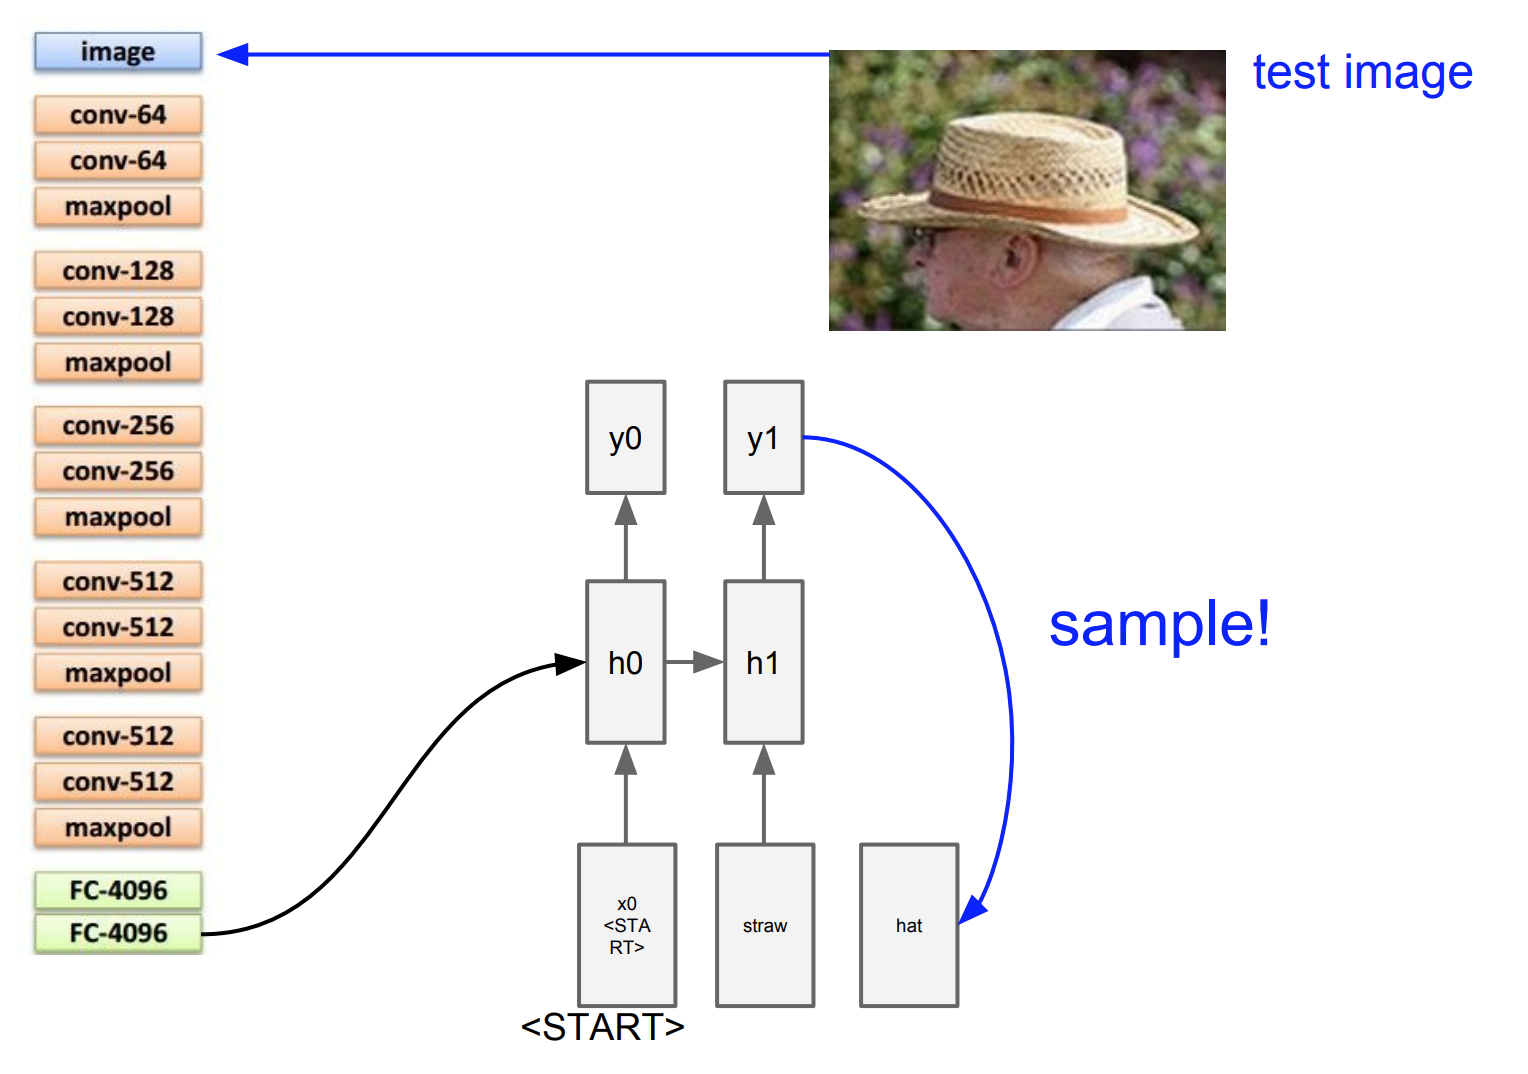 image
conv-64
conv-64
maxpool
conv-128
conv-128
maxpool
conv-256
conv-256
maxpool
conv-512
conv-512
maxpool
conv-512
conv-512
maxpool
FC-4096
FC-4096
test image
y0
y1
sample!
h0
h1
x0
<STA
RT>
straw
hat
<START>